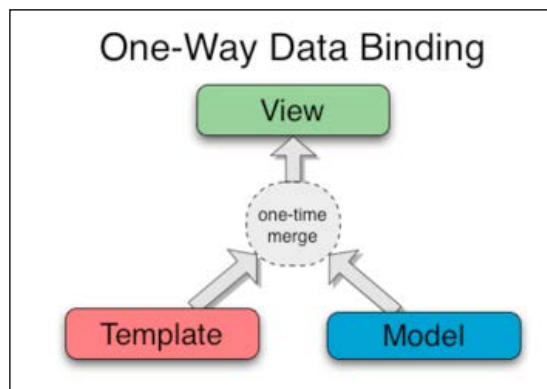 One-Way Data Binding
View
one-time
merge
Template
Model